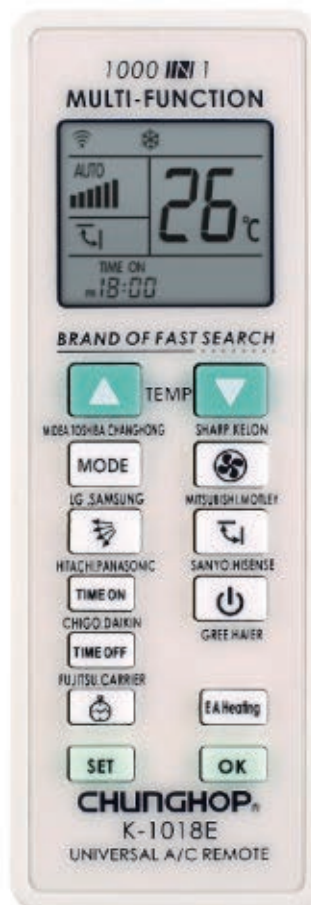 1000 IN 1
MULTI-FUNCTION
AUTO
26°C
TIME ON
PM 18:00
BRAND OF FAST SEARCH
TEMP
MIDEA.TOSHIBA.CHANGHONG SHARP.KELON
MODE
LG.SAMSUNG MITSUBISHI.MOTLEY
HITACHI.PANASONIC SANYO.HISENSE
TIME ON
CHIGO.DAIKIN GREE.HAIER
TIME OFF
FUJITSU.CARRIER
E.A.Heating
SET OK
CHUNGHOP®
K-1018E
UNIVERSAL A/C REMOTE